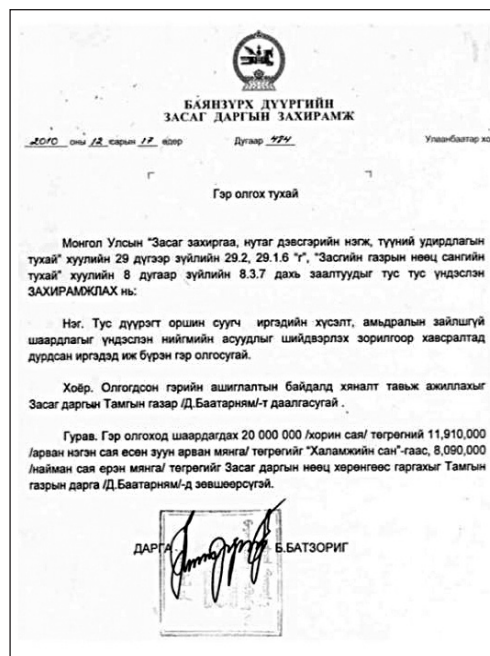 БАЯНЗҮРХ ДҮҮРГИЙН
ЗАСАГ ДАРГЫН ЗАХИРАМЖ
2010 оны 12 сарын 17 өдөр Дугаар 474 Улаанбаатар хо
Гэр олгох тухай
Монгол Улсын "Засаг захиргаа, нутаг дэвсгэрийн нэгж, түүний удирдлагын
тухай" хуулийн 29 дүгээр зүйлийн 29.2, 29.1.6 "г", "Засгийн газрын нөөц сангийн
тухай" хуулийн 8 дугаар зүйлийн 8.3.7 дахь заалтуудыг тус тус үндэслэн
ЗАХИРАМЖЛАХ нь:
Нэг. Тус дүүрэгт оршин суугч иргэдийн хүсэлт, амьдралын зайлшгүй
шаардлагыг үндэслэн нийгмийн асуудлыг шийдвэрлэх зорилгоор хавсралтад
дурдсан иргэдэд иж бүрэн гэр олгосугай.
Хоёр. Олгогдсон гэрийн ашиглалтын байдалд хяналт тавьж ажиллахыг
Засаг даргын Тамгын газар /Д.Баатарням/-т даалгасугай .
Гурав. Гэр олгоход шаардагдах 20 000 000 /хорин сая/ төгрөгний 11,910,000
/арван нэгэн сая есөн зуун арван мянга/ төгрөгийг "Халамжийн сан"-гаас, 8,090,000
/найман сая ерэн мянга/ төгрөгийг Засаг даргын нөөц хөрөнгөөс гаргахыг Тамгын
газрын дарга /Д.Баатарням/-д зөвшөөрсүгэй.
ДАРГА Б.БАТЗОРИГ